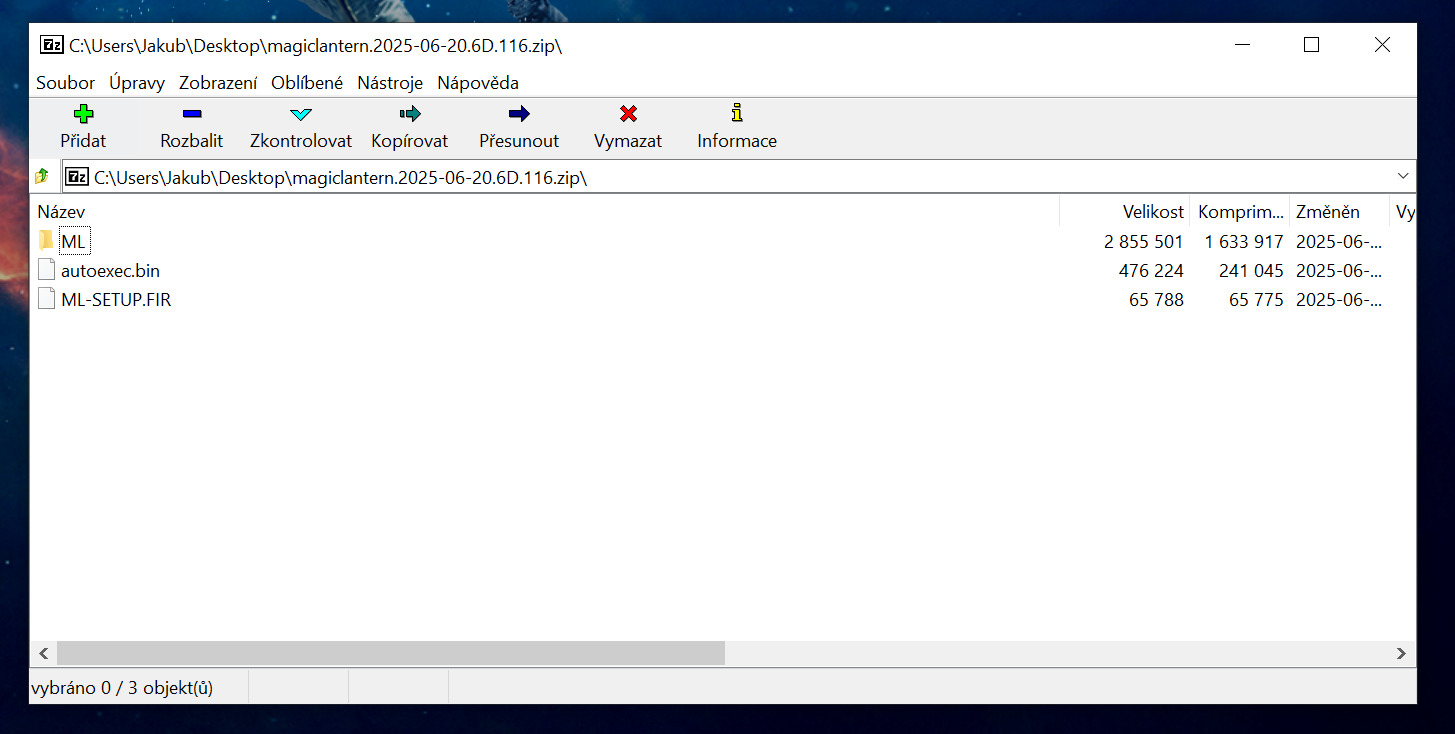 7z C:\Users\Jakub\Desktop\magiclantern.2025-06-20.6D.116.zip\
Soubor Úpravy Zobrazení Oblíbené Nástroje Nápověda
Přidat Rozbalit Zkontrolovat Kopírovat Přesunout Vymazat Informace
7z C:\Users\Jakub\Desktop\magiclantern.2025-06-20.6D.116.zip\
Název Velikost Komprim... Změněn Vy
ML 2 855 501 1 633 917 2025-06-...
autoexec.bin 476 224 241 045 2025-06-...
ML-SETUP.FIR 65 788 65 775 2025-06-...
vybráno 0 / 3 objekt(ů)